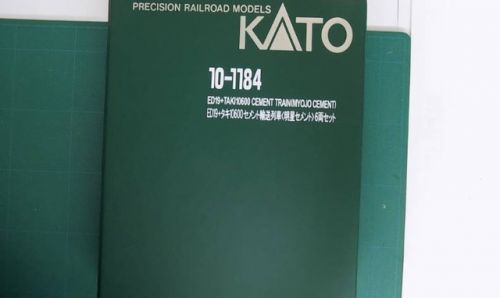 PRECISION RAILROAD MODELS
KATO
10-1184
ED19+TAKI10600 CEMENT TRAIN(MYOJO CEMENT)
ED19+タキ10600セメント輸送列車〈明星セメント〉6両セット